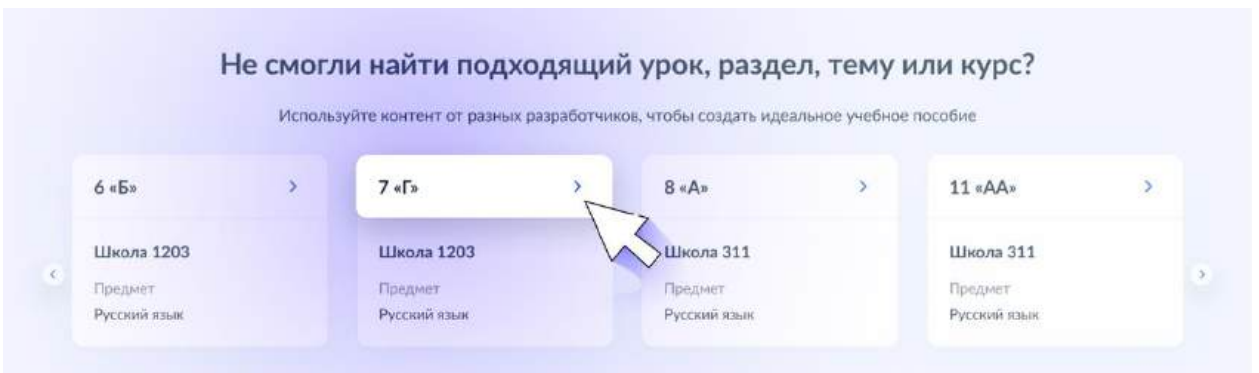 Не смогли найти подходящий урок, раздел, тему или курс?
Используйте контент от разных разработчиков, чтобы создать идеальное учебное пособие
6 «Б»
Школа 1203
Предмет
Русский язык
7 «Г»
Школа 1203
Предмет
Русский язык
8 «А»
Школа 311
Предмет
Русский язык
11 «АА»
Школа 311
Предмет
Русский язык